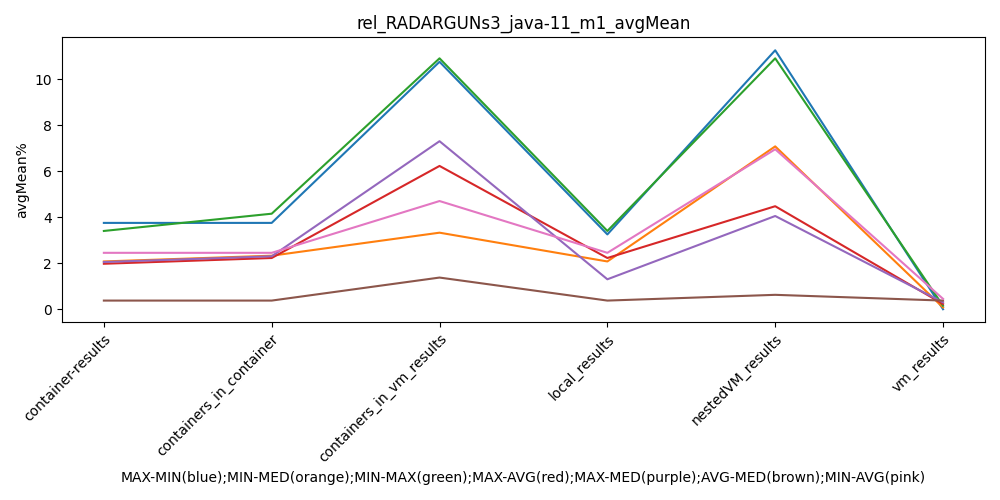 rel_RADARGUNs3_java-11_m1_avgMean
avgMean%
10
8
6
4
2
0
container-results
containers_in_container
containers_in_vm_results
local_results
nestedVM_results
vm_results
MAX-MIN(blue);MIN-MED(orange);MIN-MAX(green);MAX-AVG(red);MAX-MED(purple);AVG-MED(brown);MIN-AVG(pink)